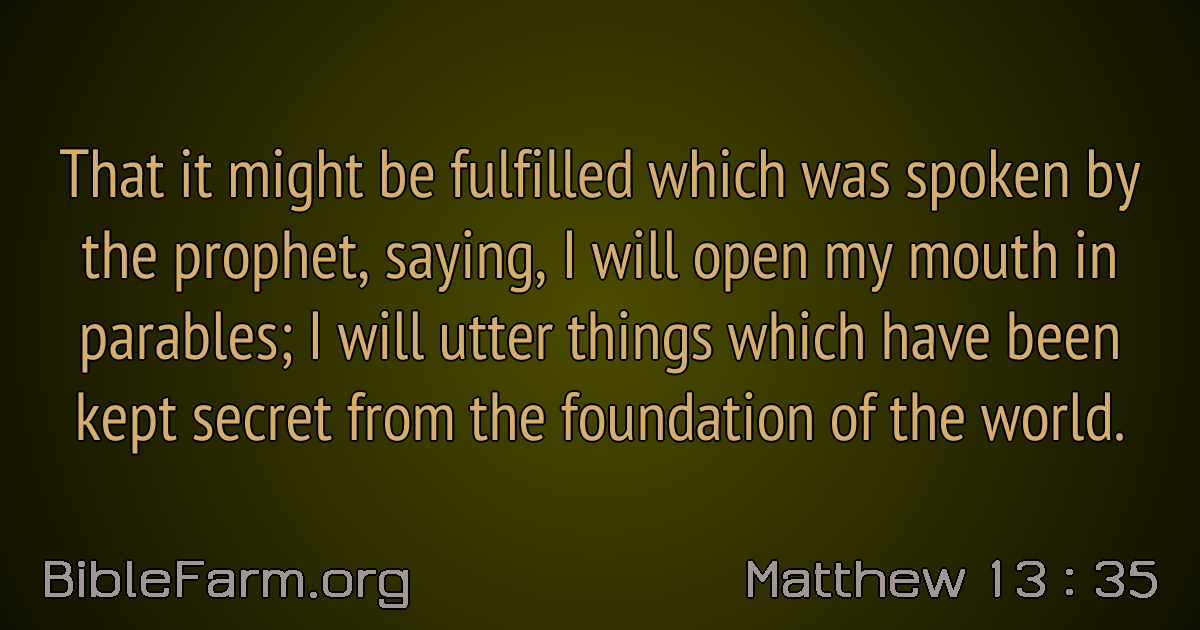 That it might be fulfilled which was spoken by
the prophet, saying, I will open my mouth in
parables; I will utter things which have been
kept secret from the foundation of the world.
BibleFarm.org
Matthew 13 : 35